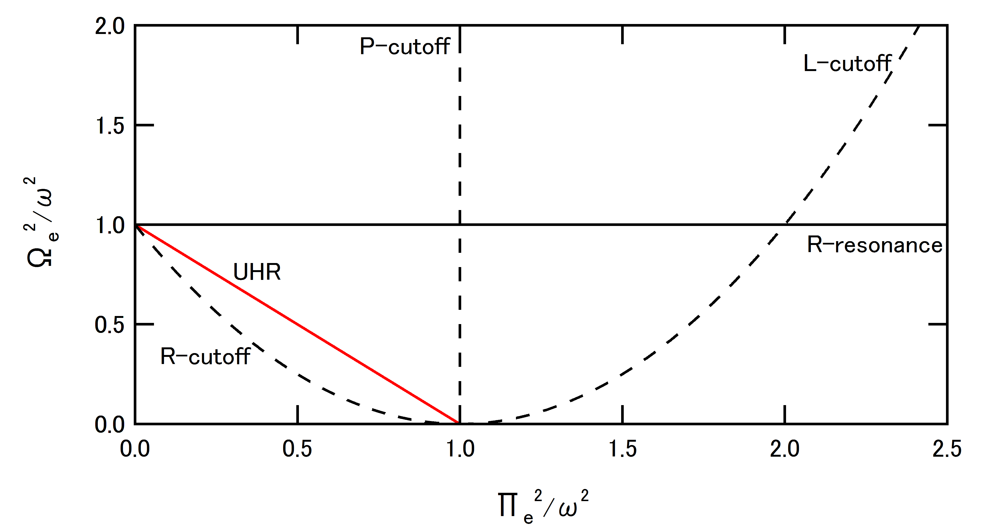 2.0
P-cutoff
L-cutoff
1.5
Ωe²/ω²
1.0
R-resonance
UHR
0.5
R-cutoff
0.0
0.0 0.5 1.0 1.5 2.0 2.5
Πe²/ω²